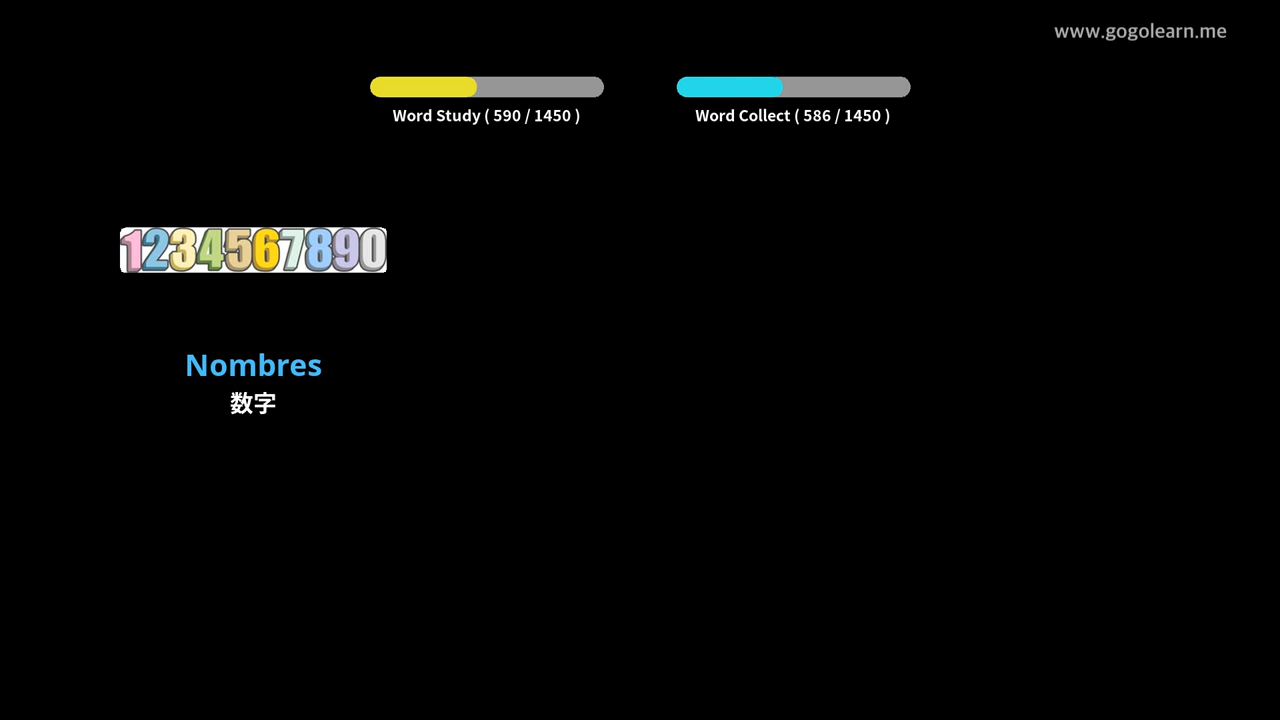 www.gogolearn.me
Word Study ( 590 / 1450 )
Word Collect ( 586 / 1450 )
1234567890
Nombres
数字